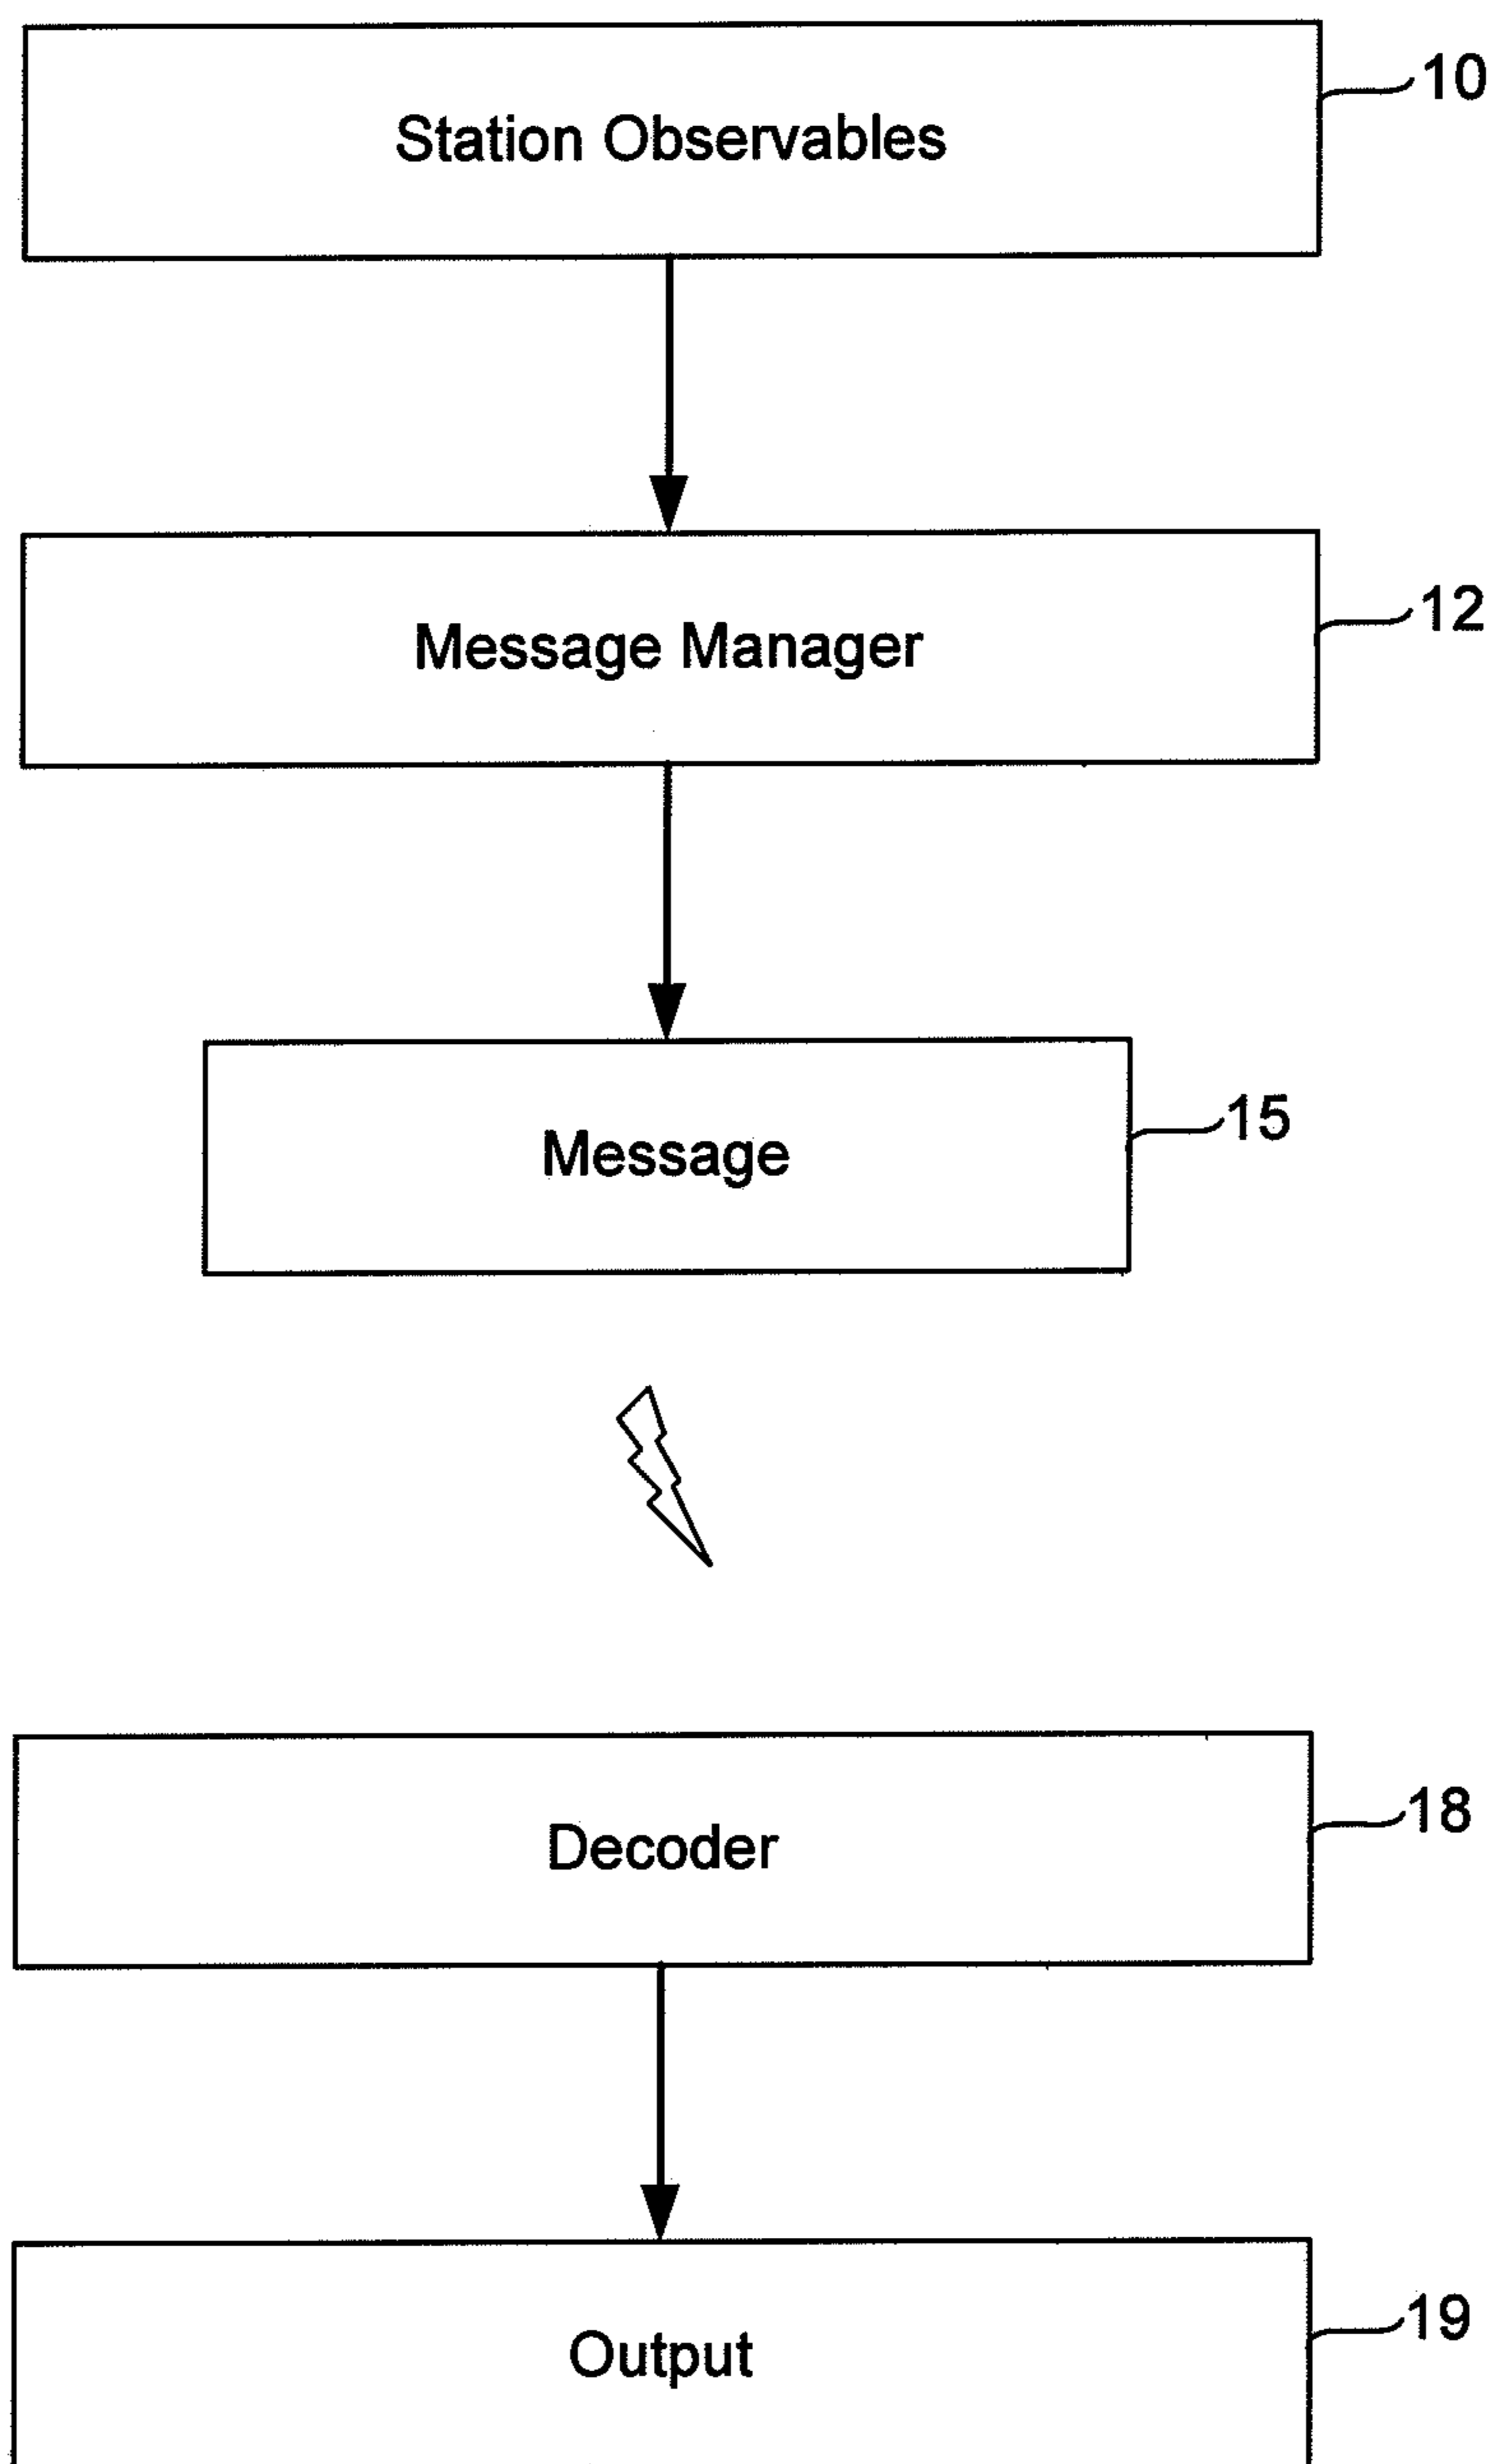 Station Observables
10
Message Manager
12
Message
15
Decoder
18
Output
19